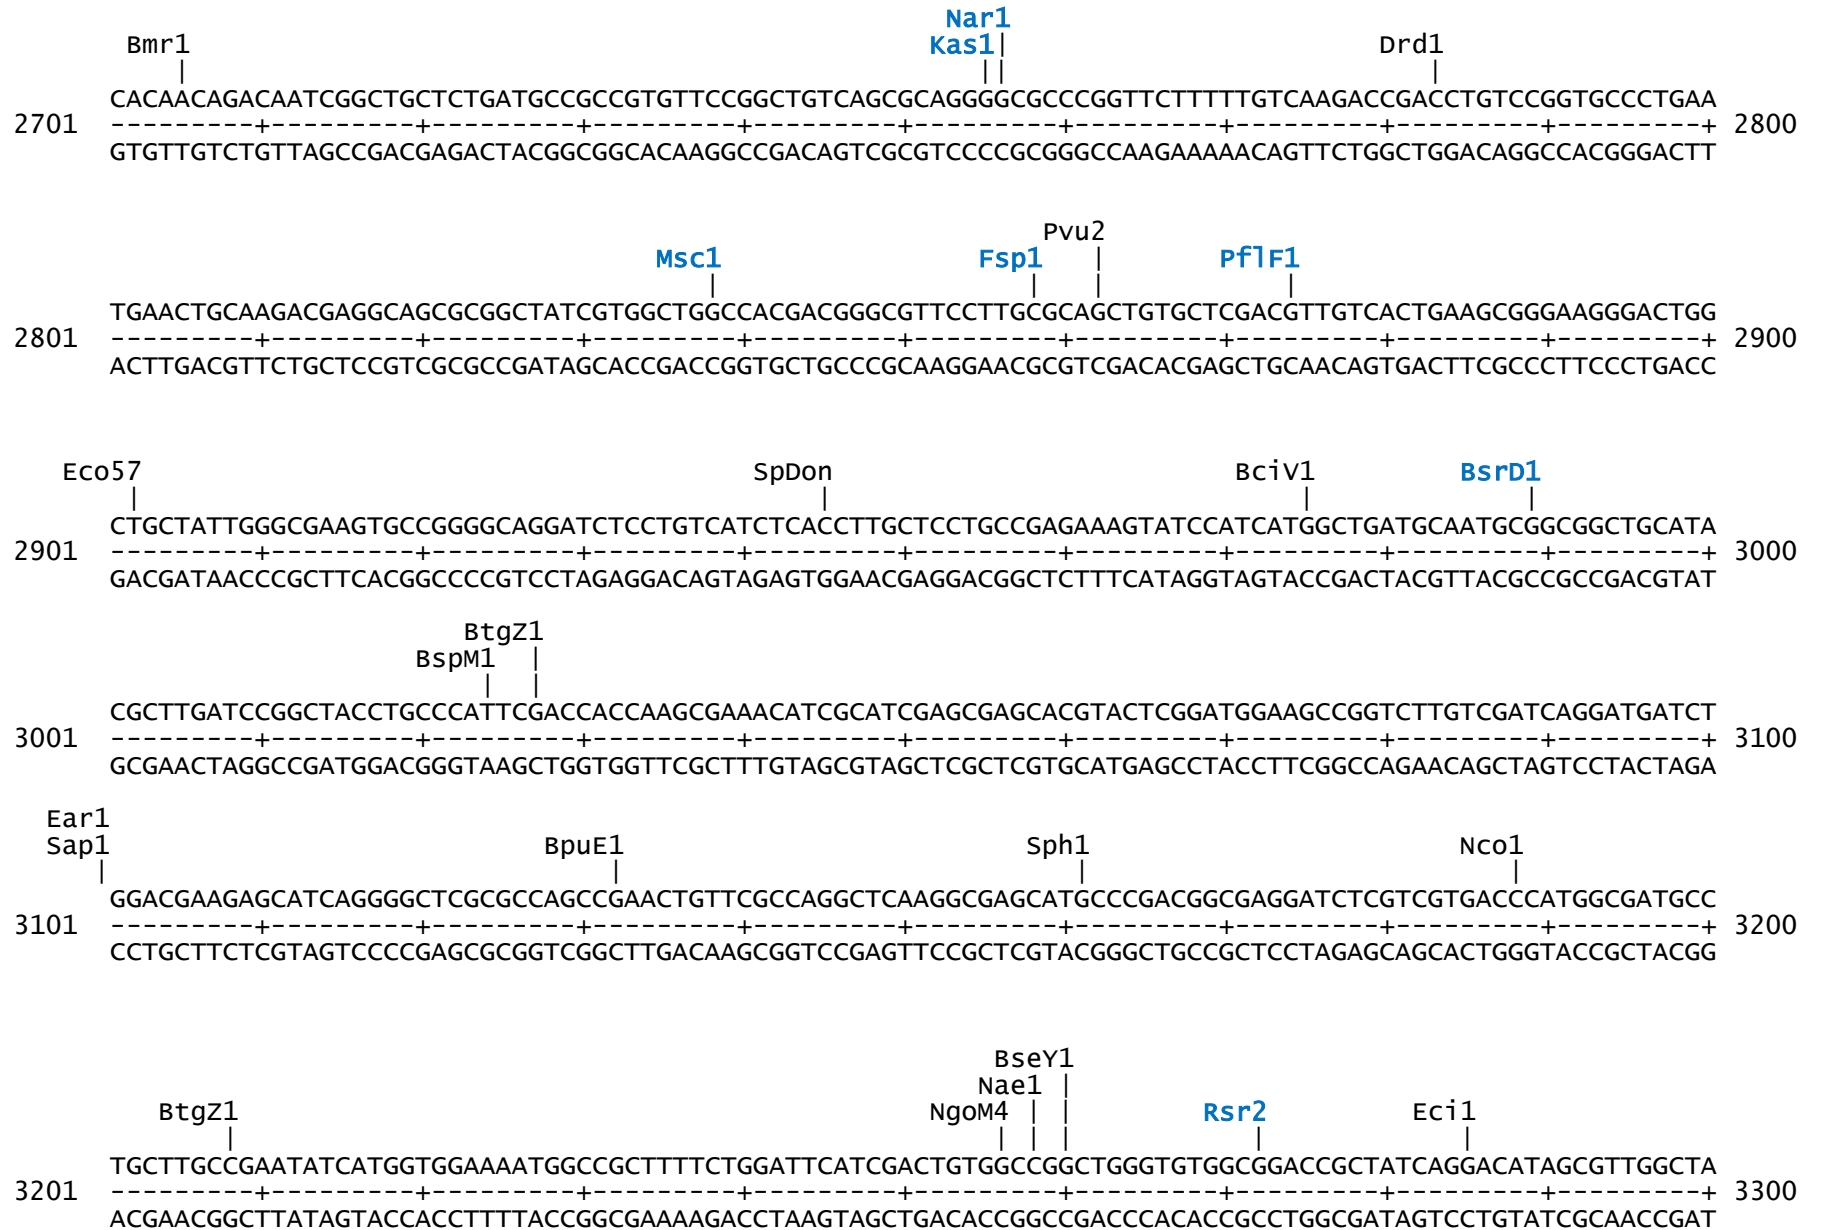 Nar1
Bmr1 Kas1| Drd1
| || |
CACAACAGACAATCGGCTGCTCTGATGCCGCCGTGTTCCGGCTGTCAGCGCAGGGGCGCCCGGTTCTTTTTGTCAAGACCGACCTGTCCGGTGCCCTGAA
2701 ---------+---------+---------+---------+---------+---------+---------+---------+---------+---------+ 2800
GTGTTGTCTGTTAGCCGACGAGACTACGGCGGCACAAGGCCGACAGTCGCGTCCCCGCGGGCCAAGAAAAACAGTTCTGGCTGGACAGGCCACGGGACTT
Pvu2
Msc1 Fsp1 | PflF1
| | | |
TGAACTGCAAGACGAGGCAGCGCGGCTATCGTGGCTGGCCACGACGGGCGTTCCTTGCGCAGCTGTGCTCGACGTTGTCACTGAAGCGGGAAGGGACTGG
2801 ---------+---------+---------+---------+---------+---------+---------+---------+---------+---------+ 2900
ACTTGACGTTCTGCTCCGTCGCGCCGATAGCACCGACCGGTGCTGCCCGCAAGGAACGCGTCGACACGAGCTGCAACAGTGACTTCGCCCTTCCCTGACC
Eco57 SpDon BciV1 BsrD1
| | | |
CTGCTATTGGGCGAAGTGCCGGGGCAGGATCTCCTGTCATCTCACCTTGCTCCTGCCGAGAAAGTATCCATCATGGCTGATGCAATGCGGCGGCTGCATA
2901 ---------+---------+---------+---------+---------+---------+---------+---------+---------+---------+ 3000
GACGATAACCCGCTTCACGGCCCCGTCCTAGAGGACAGTAGAGTGGAACGAGGACGGCTCTTTCATAGGTAGTACCGACTACGTTACGCCGCCGACGTAT
BtgZ1
BspM1 |
| |
CGCTTGATCCGGCTACCTGCCCATTCGACCACCAAGCGAAACATCGCATCGAGCGAGCACGTACTCGGATGGAAGCCGGTCTTGTCGATCAGGATGATCT
3001 ---------+---------+---------+---------+---------+---------+---------+---------+---------+---------+ 3100
GCGAACTAGGCCGATGGACGGGTAAGCTGGTGGTTCGCTTTGTAGCGTAGCTCGCTCGTGCATGAGCCTACCTTCGGCCAGAACAGCTAGTCCTACTAGA
Ear1
Sap1 BpuE1 Sph1 Nco1
| | | |
GGACGAAGAGCATCAGGGGCTCGCGCCAGCCGAACTGTTCGCCAGGCTCAAGGCGAGCATGCCCGACGGCGAGGATCTCGTCGTGACCCATGGCGATGCC
3101 ---------+---------+---------+---------+---------+---------+---------+---------+---------+---------+ 3200
CCTGCTTCTCGTAGTCCCCGAGCGCGGTCGGCTTGACAAGCGGTCCGAGTTCCGCTCGTACGGGCTGCCGCTCCTAGAGCAGCACTGGGTACCGCTACGG
BseY1
Nae1 |
BtgZ1 NgoM4 | | Rsr2 Eci1
| | | | | |
TGCTTGCCGAATATCATGGTGGAAAATGGCCGCTTTTCTGGATTCATCGACTGTGGCCGGCTGGGTGTGGCGGACCGCTATCAGGACATAGCGTTGGCTA
3201 ---------+---------+---------+---------+---------+---------+---------+---------+---------+---------+ 3300
ACGAACGGCTTATAGTACCACCTTTTACCGGCGAAAAGACCTAAGTAGCTGACACCGGCCGACCCACACCGCCTGGCGATAGTCCTGTATCGCAACCGAT